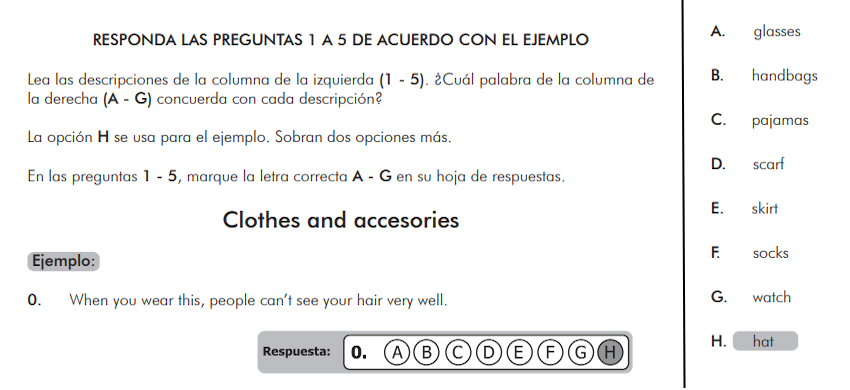 RESPONDA LAS PREGUNTAS 1 A 5 DE ACUERDO CON EL EJEMPLO
Lea las descripciones de la columna de la izquierda (1 - 5). ¿Cuál palabra de la columna de
la derecha (A - G) concuerda con cada descripción?
La opción H se usa para el ejemplo. Sobran dos opciones más.
En las preguntas 1 - 5, marque la letra correcta A - G en su hoja de respuestas.
Clothes and accesories
Ejemplo:
0. When you wear this, people can't see your hair very well.
Respuesta: 0. A B C D E F G H
A. glasses
B. handbags
C. pajamas
D. scarf
E. skirt
F. socks
G. watch
H. hat